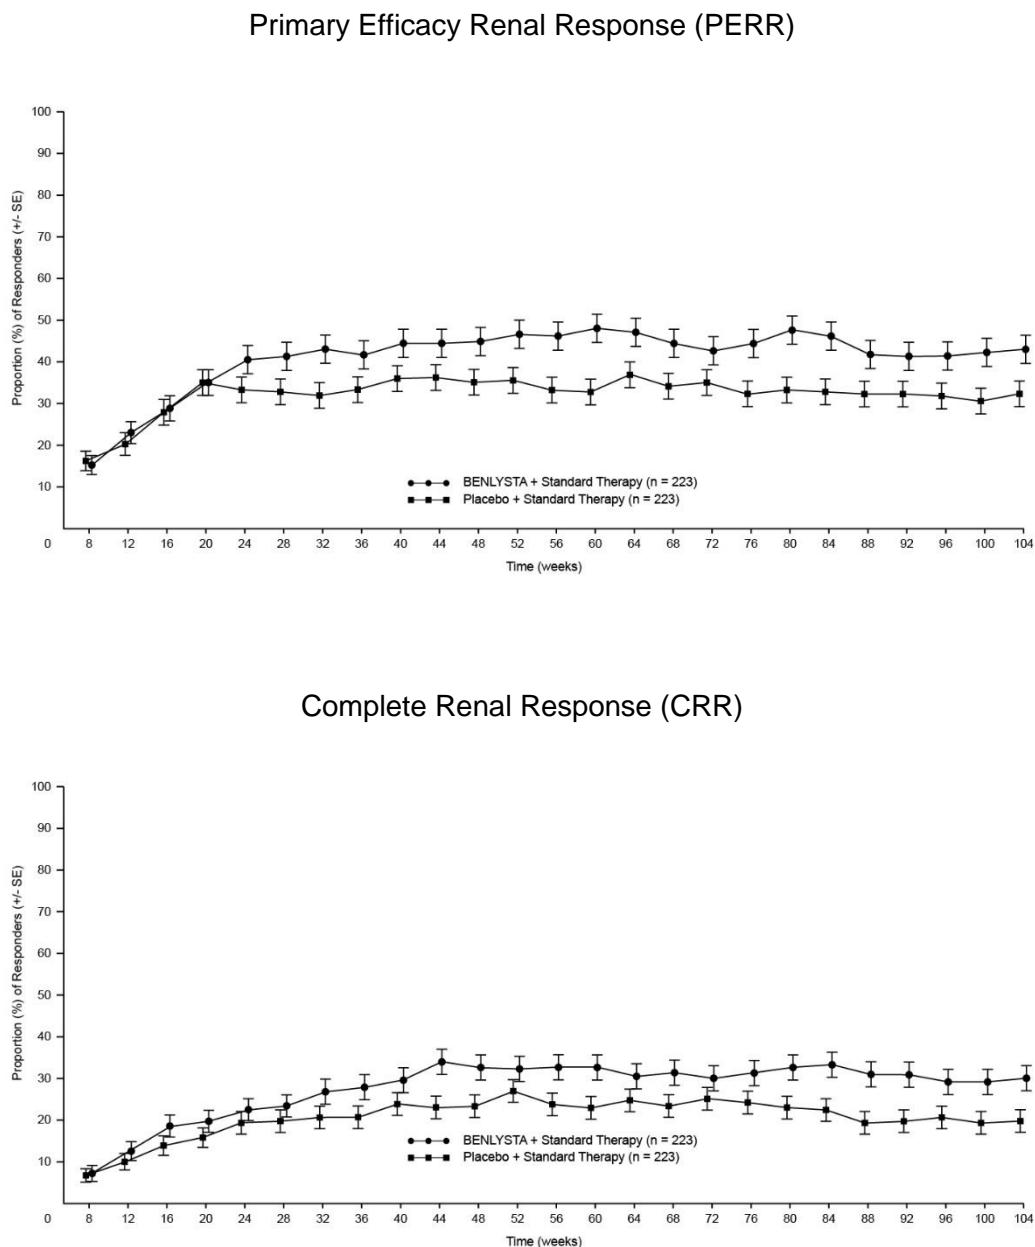 Primary Efficacy Renal Response (PERR)
Proportion (%) of Responders (+/- SE)
100
90
80
70
60
50
40
30
20
10
0
BENLYSTA + Standard Therapy (n = 223)
Placebo + Standard Therapy (n = 223)
8 12 16 20 24 28 32 36 40 44 48 52 56 60 64 68 72 76 80 84 88 92 96 100 104
Time (weeks)
Complete Renal Response (CRR)
Proportion (%) of Responders (+/- SE)
100
90
80
70
60
50
40
30
20
10
0
BENLYSTA + Standard Therapy (n = 223)
Placebo + Standard Therapy (n = 223)
8 12 16 20 24 28 32 36 40 44 48 52 56 60 64 68 72 76 80 84 88 92 96 100 104
Time (weeks)